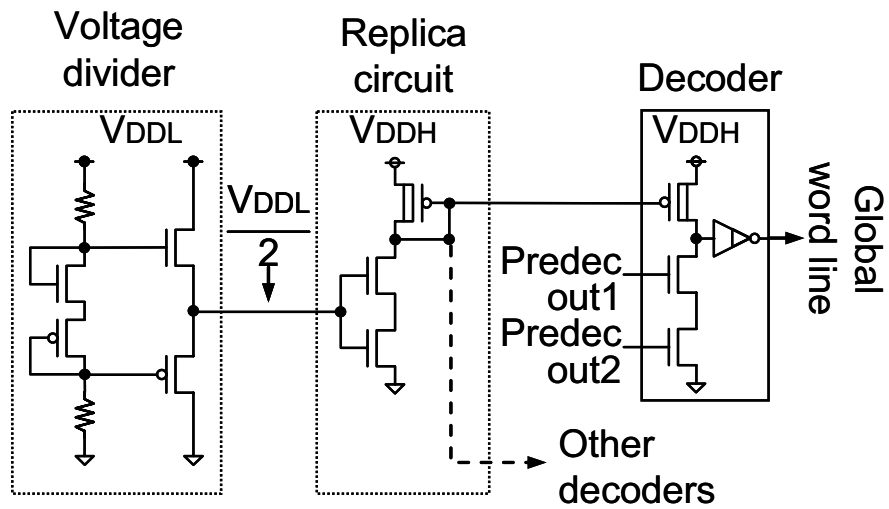 Voltage
divider
Replica
circuit
Decoder
VDDL
VDDH
VDDH
VDDL
2
Predec
out1
Predec
out2
Global
word line
Other
decoders